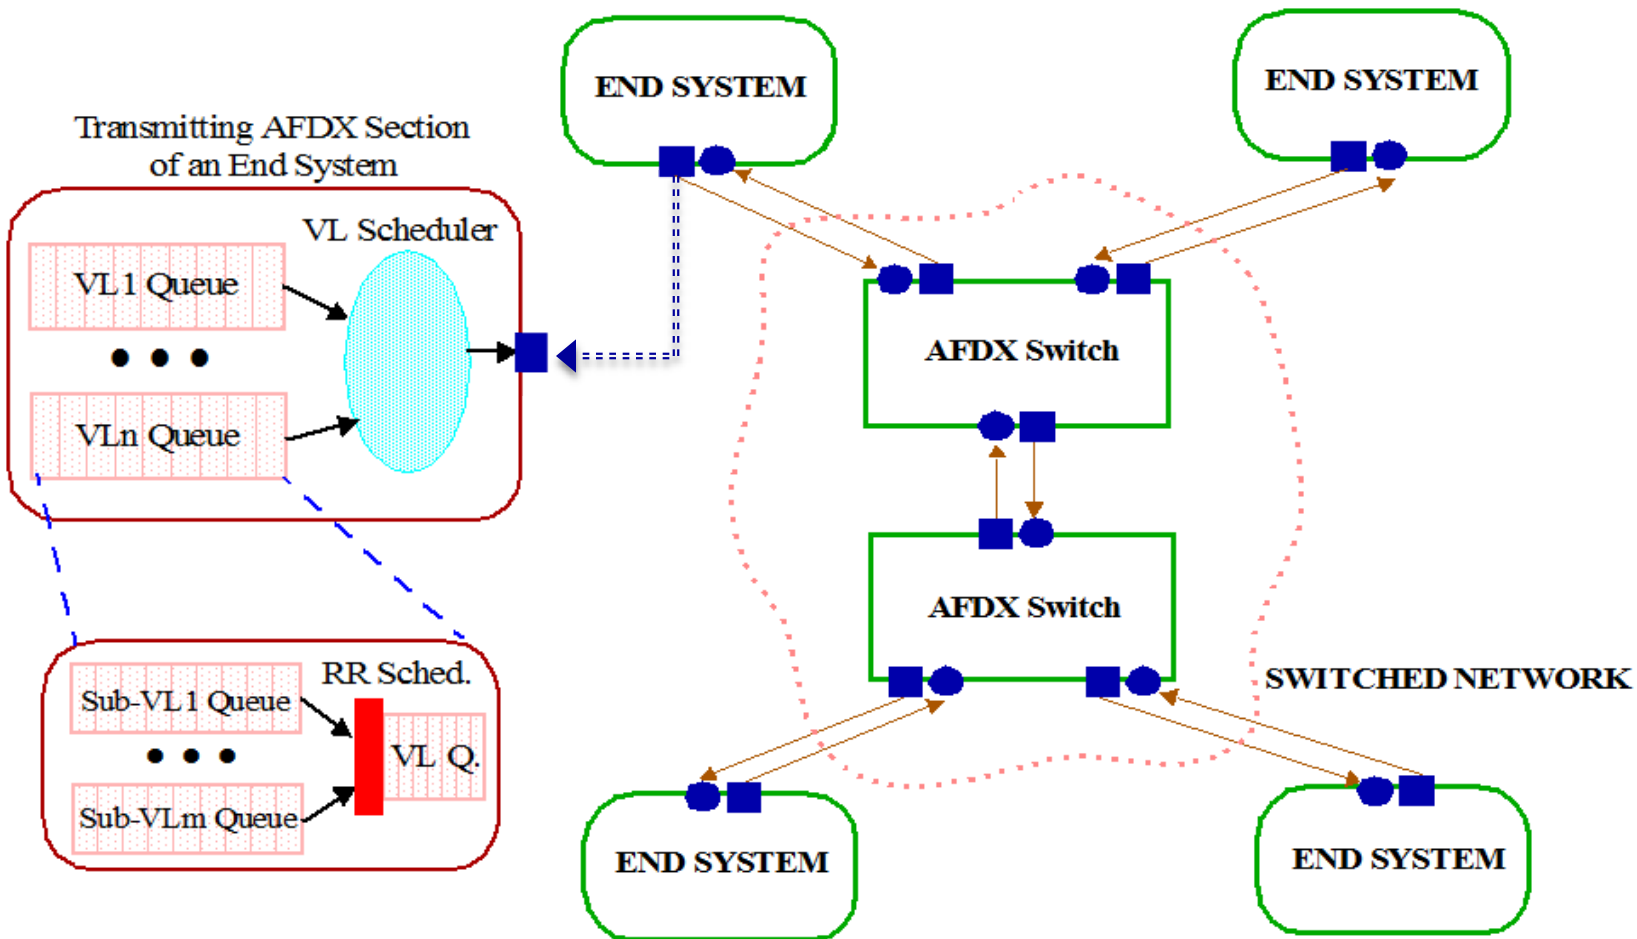 END SYSTEM
END SYSTEM
Transmitting AFDX Section
of an End System
VL Scheduler
VL1 Queue
VLn Queue
AFDX Switch
AFDX Switch
RR Sched.
Sub-VL1 Queue
VL Q.
Sub-VLm Queue
SWITCHED NETWORK
END SYSTEM
END SYSTEM